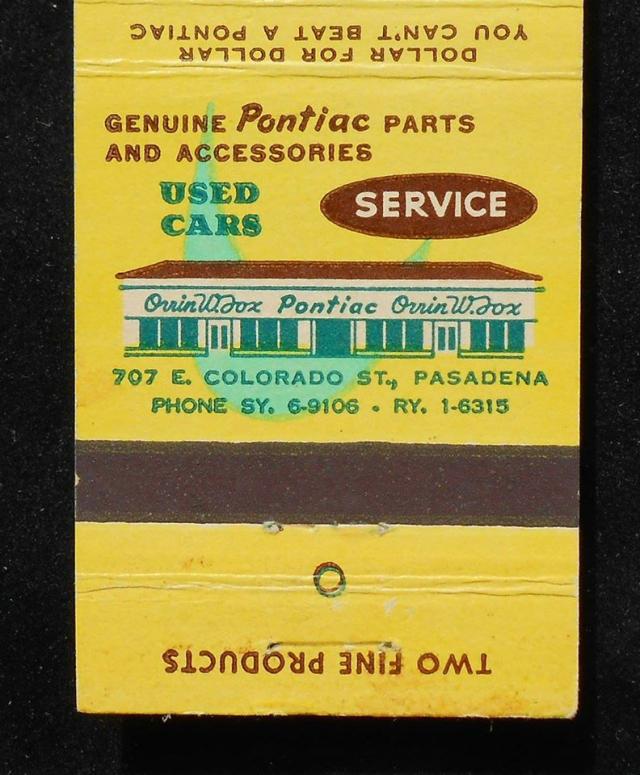 DOLLAR FOR DOLLAR
YOU CAN'T BEAT A PONTIAC
GENUINE Pontiac PARTS
AND ACCESSORIES
USED
CARS
SERVICE
Orrin W. Fox Pontiac Orrin W. Fox
707 E. COLORADO ST., PASADENA
PHONE SY. 6-9106 • RY. 1-6315
TWO FINE PRODUCTS